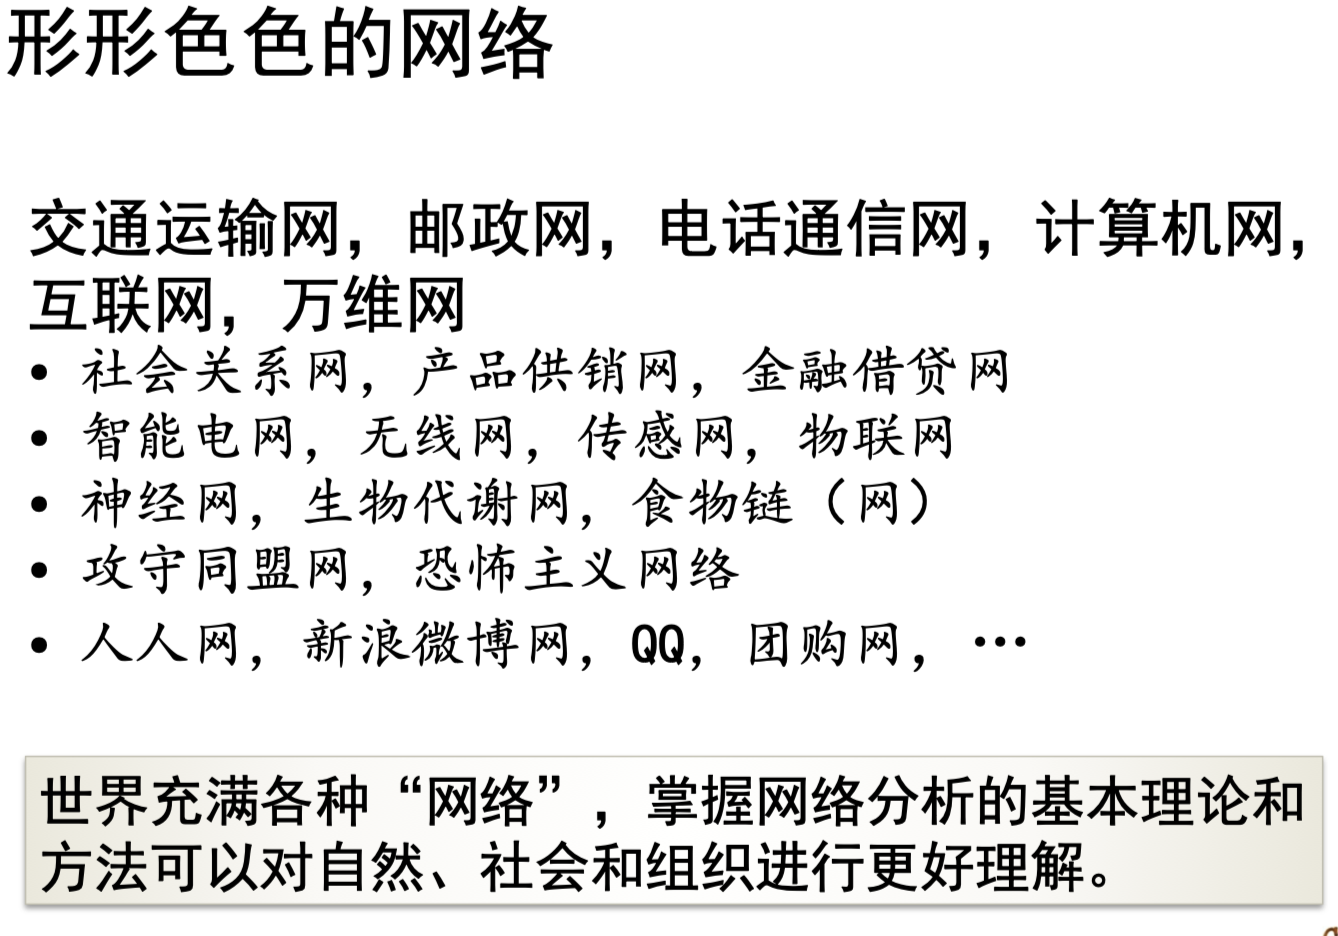 形形色色的网络
交通运输网，邮政网，电话通信网，计算机网，
互联网，万维网
• 社会关系网，产品供销网，金融借贷网
• 智能电网，无线网，传感网，物联网
• 神经网，生物代谢网，食物链（网）
• 攻守同盟网，恐怖主义网络
• 人人网，新浪微博网，QQ，团购网，…
世界充满各种“网络”，掌握网络分析的基本理论和
方法可以对自然、社会和组织进行更好理解。